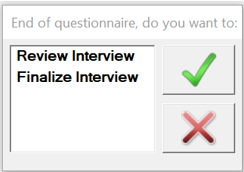 End of questionnaire, do you want to:
Review Interview
Finalize Interview